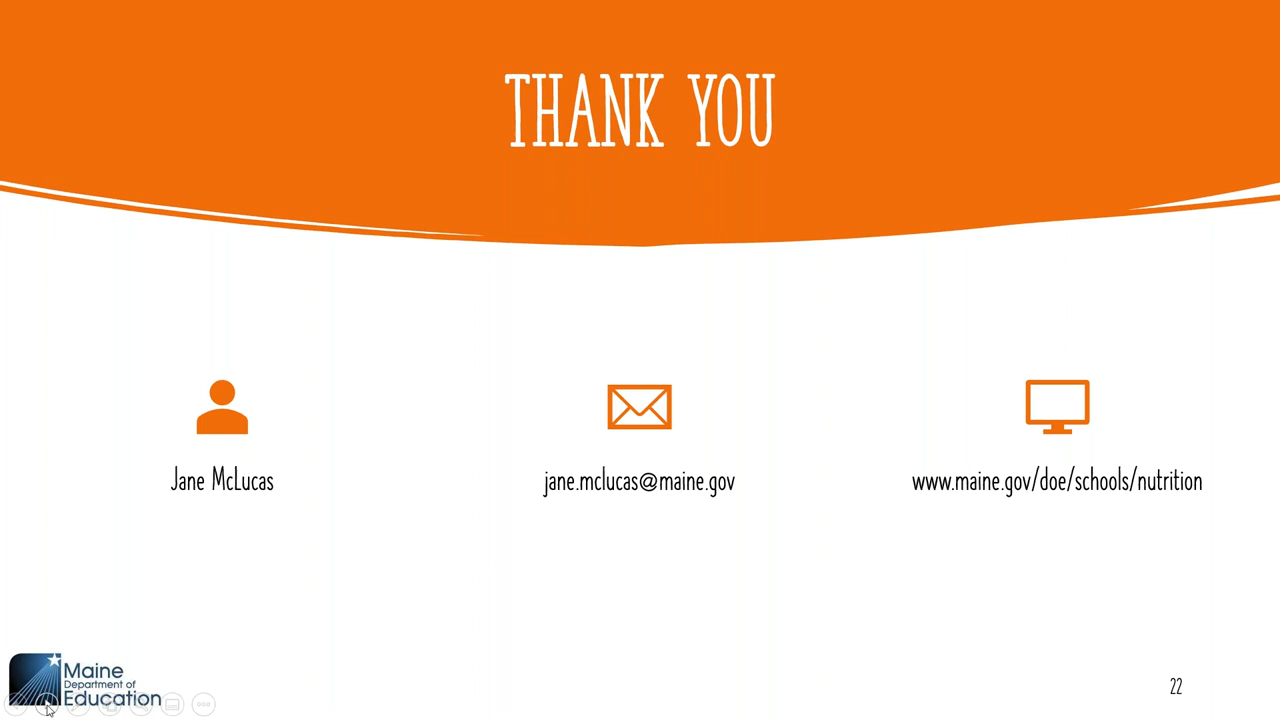 THANK YOU
Jane McLucas
jane.mclucas@maine.gov
www.maine.gov/doe/schools/nutrition
Maine
Department of
Education
22